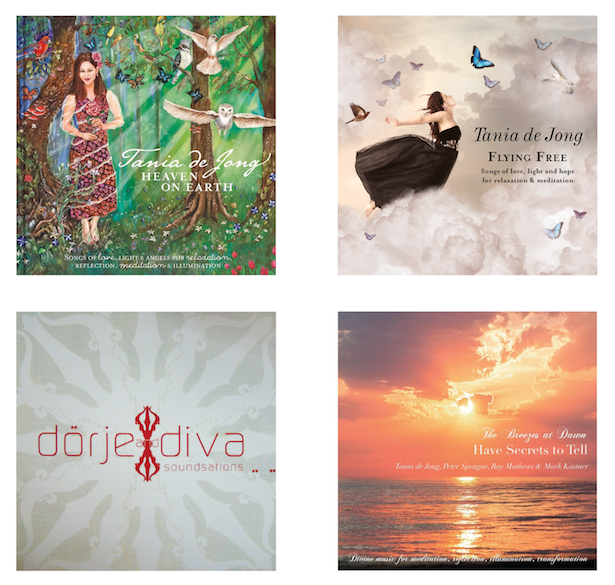 Tania de Jong
HEAVEN
ON EARTH
SONGS OF love, LIGHT & ANGELS FOR relaxation,
REFLECTION, meditation & ILLUMINATION
Tania de Jong
FLYING FREE
Songs of love, light and hope
for relaxation & meditation
dörje and diva
soundsations
The Breezes at Dawn
Have Secrets to Tell
Tania de Jong, Peter Sprague, Ray Mathews & Mark Kastner
Divine music for meditation, reflection, illumination, transformation